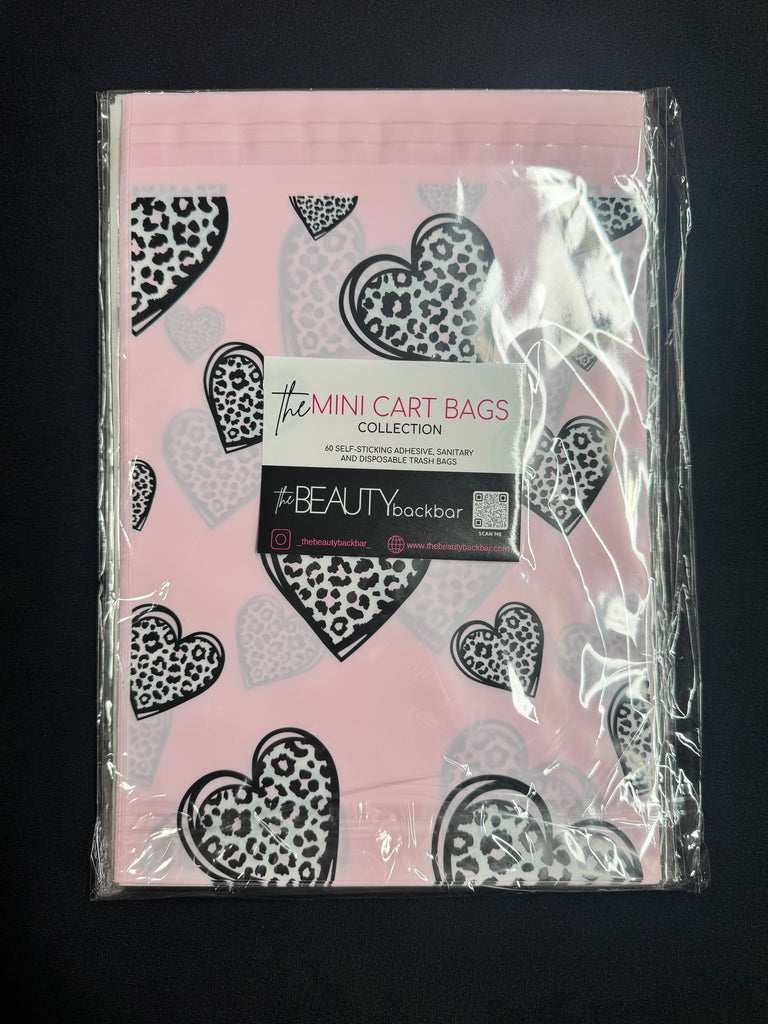 the MINI CART BAGS
COLLECTION
60 SELF-STICKING ADHESIVE, SANITARY
AND DISPOSABLE TRASH BAGS
the BEAUTY backbar
SCAN ME
_thebeautybackbar_ www.thebeautybackbar.com